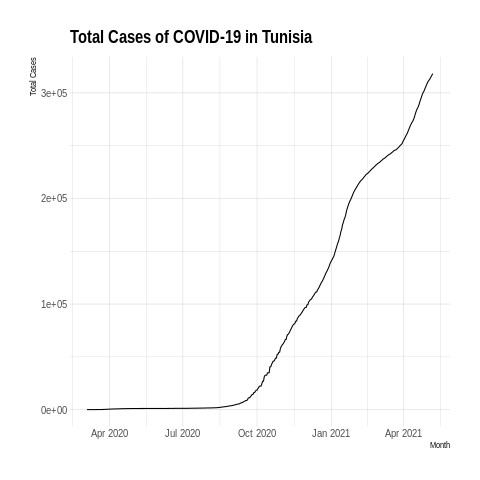 Total Cases of COVID-19 in Tunisia
Total Cases
3e+05
2e+05
1e+05
0e+00
Apr 2020 Jul 2020 Oct 2020 Jan 2021 Apr 2021
Month